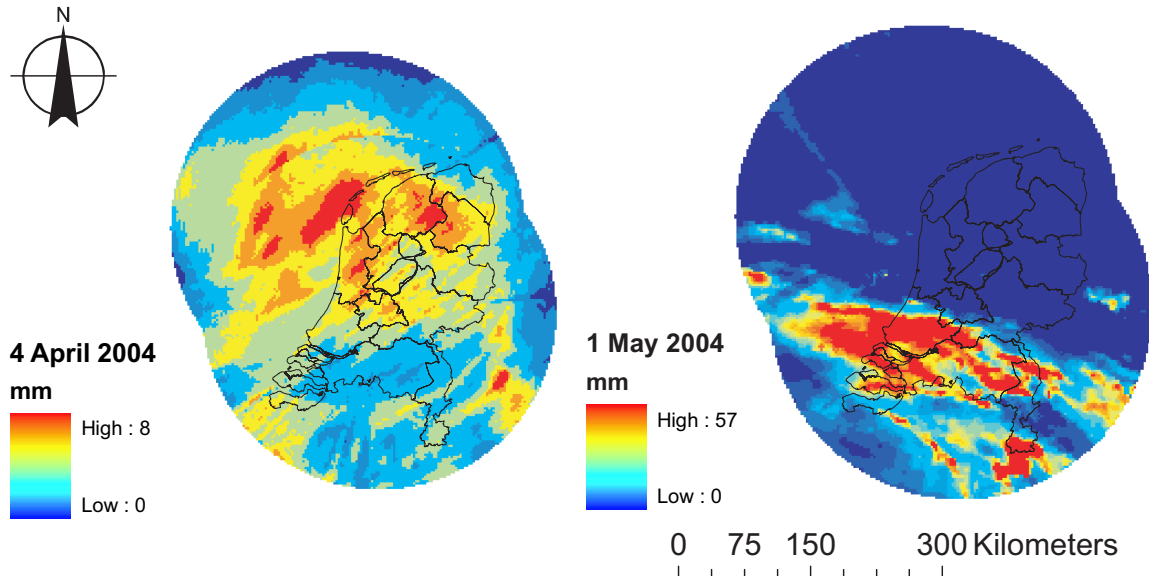 N
4 April 2004
mm
High : 8
Low : 0
1 May 2004
mm
High : 57
Low : 0
0 75 150 300 Kilometers